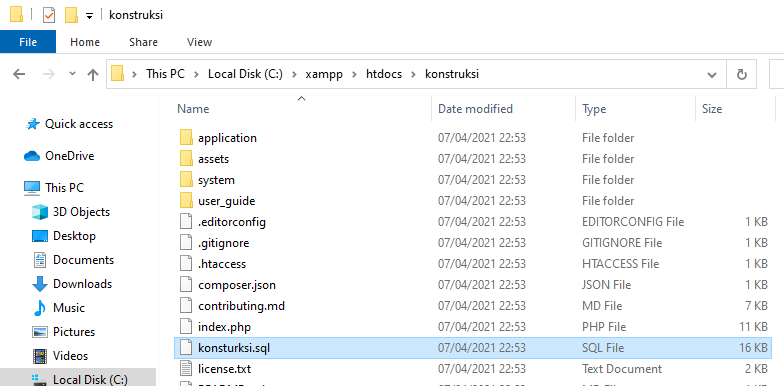 konstruksi
File Home Share View
This PC Local Disk (C:) xampp htdocs konstruksi
Name Date modified Type Size
Quick access
OneDrive
This PC
3D Objects
Desktop
Documents
Downloads
Music
Pictures
Videos
Local Disk (C:)
application 07/04/2021 22:53 File folder
assets 07/04/2021 22:53 File folder
system 07/04/2021 22:53 File folder
user_guide 07/04/2021 22:53 File folder
.editorconfig 07/04/2021 22:53 EDITORCONFIG File 1 KB
.gitignore 07/04/2021 22:53 GITIGNORE File 1 KB
.htaccess 07/04/2021 22:53 HTACCESS File 1 KB
composer.json 07/04/2021 22:53 JSON File 1 KB
contributing.md 07/04/2021 22:53 MD File 7 KB
index.php 07/04/2021 22:53 PHP File 11 KB
konsturksi.sql 07/04/2021 22:53 SQL File 16 KB
license.txt 07/04/2021 22:53 Text Document 2 KB